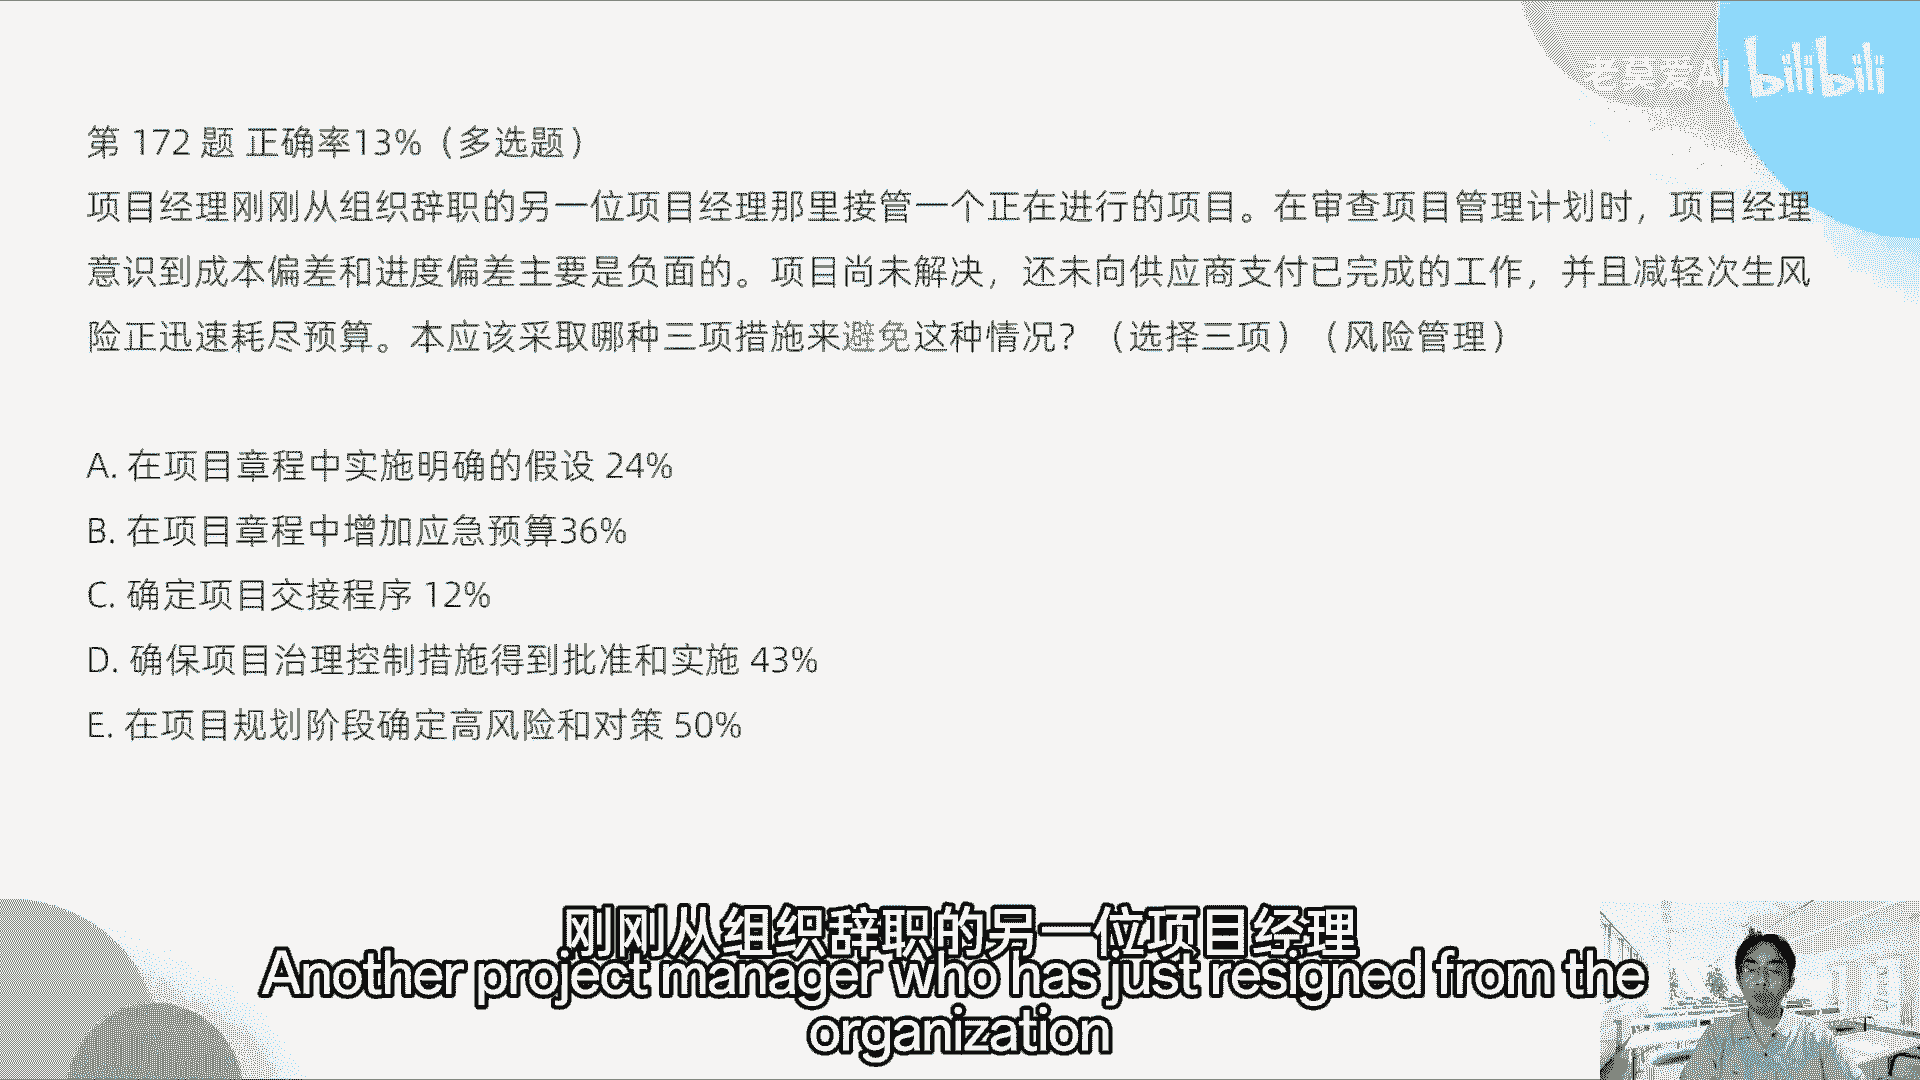 老莫爱AI bilibili
第 172 题 正确率13%（多选题）
项目经理刚刚从组织辞职的另一位项目经理那里接管一个正在进行的项目。在审查项目管理计划时，项目经理
意识到成本偏差和进度偏差主要是负面的。项目尚未解决，还未向供应商支付已完成的工作，并且减轻次生风
险正迅速耗尽预算。本应该采取哪种三项措施来避免这种情况？（选择三项）（风险管理）
A. 在项目章程中实施明确的假设 24%
B. 在项目章程中增加应急预算36%
C. 确定项目交接程序 12%
D. 确保项目治理控制措施得到批准和实施 43%
E. 在项目规划阶段确定高风险和对策 50%
刚刚从组织辞职的另一位项目经理
Another project manager who has just resigned from the
organization